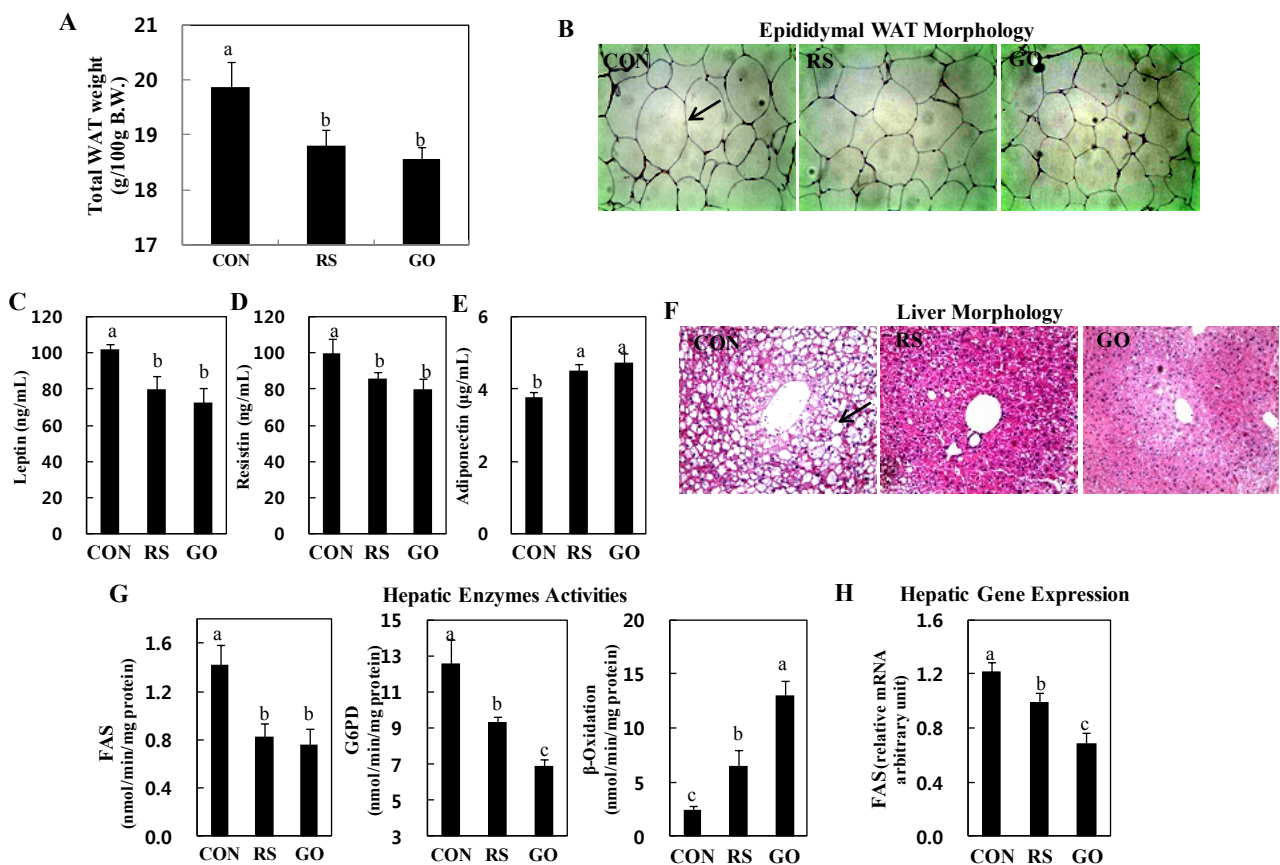 A
Total WAT weight
(g/100g B.W.)
21
20
19
18
17
a
b
b
CON RS GO
B
Epididymal WAT Morphology
CON
RS
GO
C
Leptin (ng/mL)
120
100
80
60
40
20
0
a
b
b
CON RS GO
D
Resistin (ng/mL)
120
100
80
60
40
20
0
a
b
b
CON RS GO
E
Adiponectin (µg/mL)
6
4
2
0
b
a
a
CON RS GO
F
Liver Morphology
CON
RS
GO
G
Hepatic Enzymes Activities
FAS
(nmol/min/mg protein)
1.6
1.2
0.8
0.4
0.0
a
b
b
CON RS GO
G6PD
(nmol/min/mg protein)
15
13
11
9
7
5
3
a
b
c
CON RS GO
β-Oxidation
(nmol/min/mg protein)
20
15
10
5
0
c
b
a
CON RS GO
H
Hepatic Gene Expression
FAS (relative mRNA
arbitrary unit)
1.6
1.2
0.8
0.4
0.0
a
b
c
CON RS GO